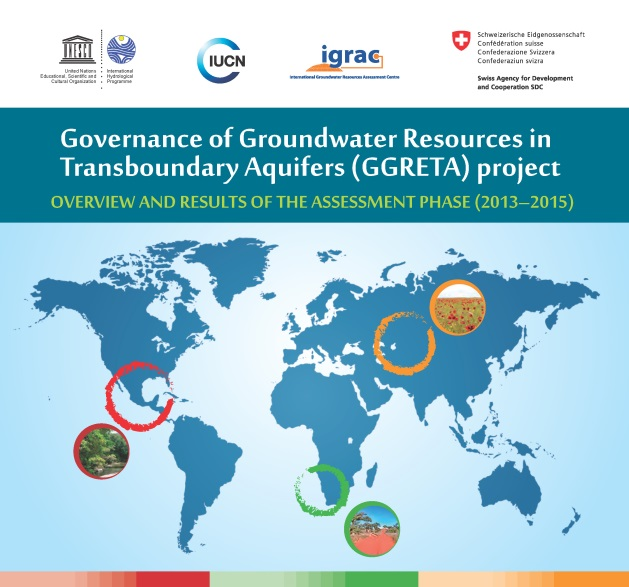 United Nations
Educational, Scientific and
Cultural Organization
International
Hydrological
Programme
IUCN
igrac
International Groundwater Resources Assessment Centre
Schweizerische Eidgenossenschaft
Confédération suisse
Confederazione Svizzera
Confederaziun svizra
Swiss Agency for Development
and Cooperation SDC
Governance of Groundwater Resources in
Transboundary Aquifers (GGRETA) project
OVERVIEW AND RESULTS OF THE ASSESSMENT PHASE (2013–2015)